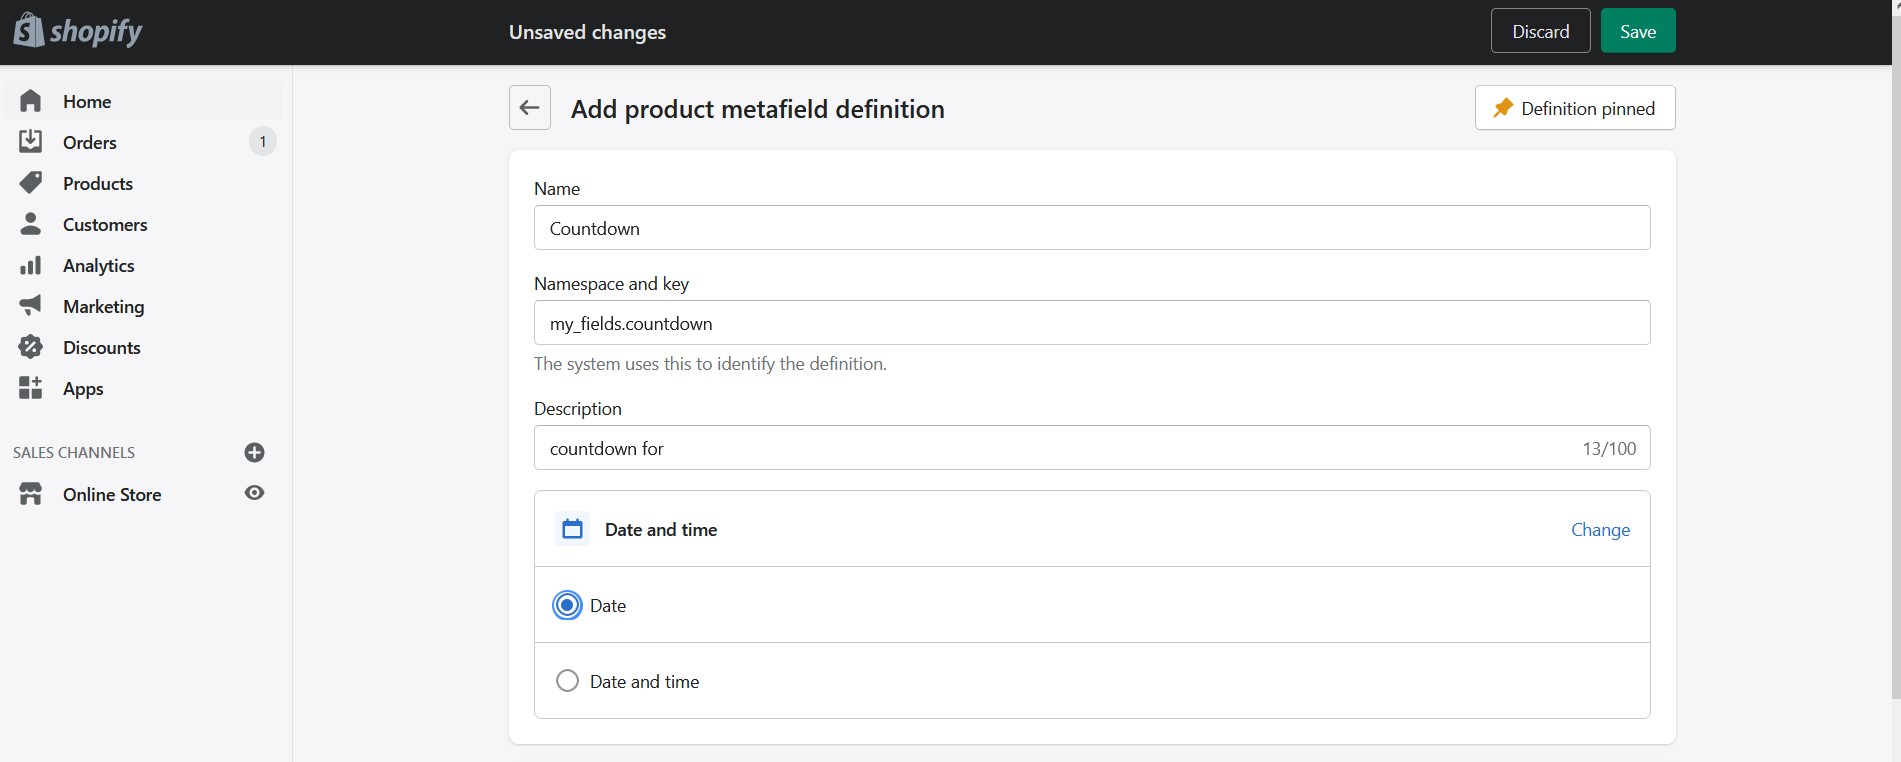 shopify
Unsaved changes
Discard
Save
Home
Orders
1
Products
Customers
Analytics
Marketing
Discounts
Apps
SALES CHANNELS
Online Store
Add product metafield definition
Definition pinned
Name
Countdown
Namespace and key
my_fields.countdown
The system uses this to identify the definition.
Description
countdown for
13/100
Date and time
Change
Date
Date and time